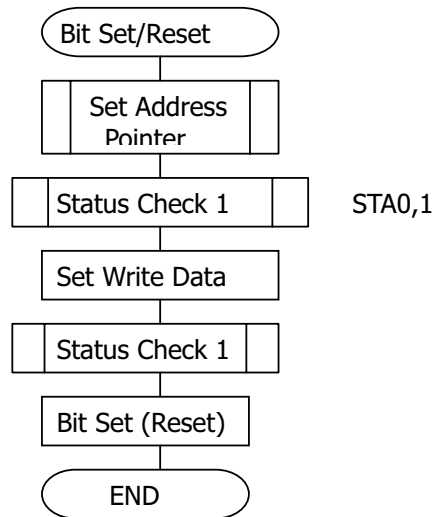 Bit Set/Reset
Set Address
Pointer
Status Check 1
STA0,1
Set Write Data
Status Check 1
Bit Set (Reset)
END